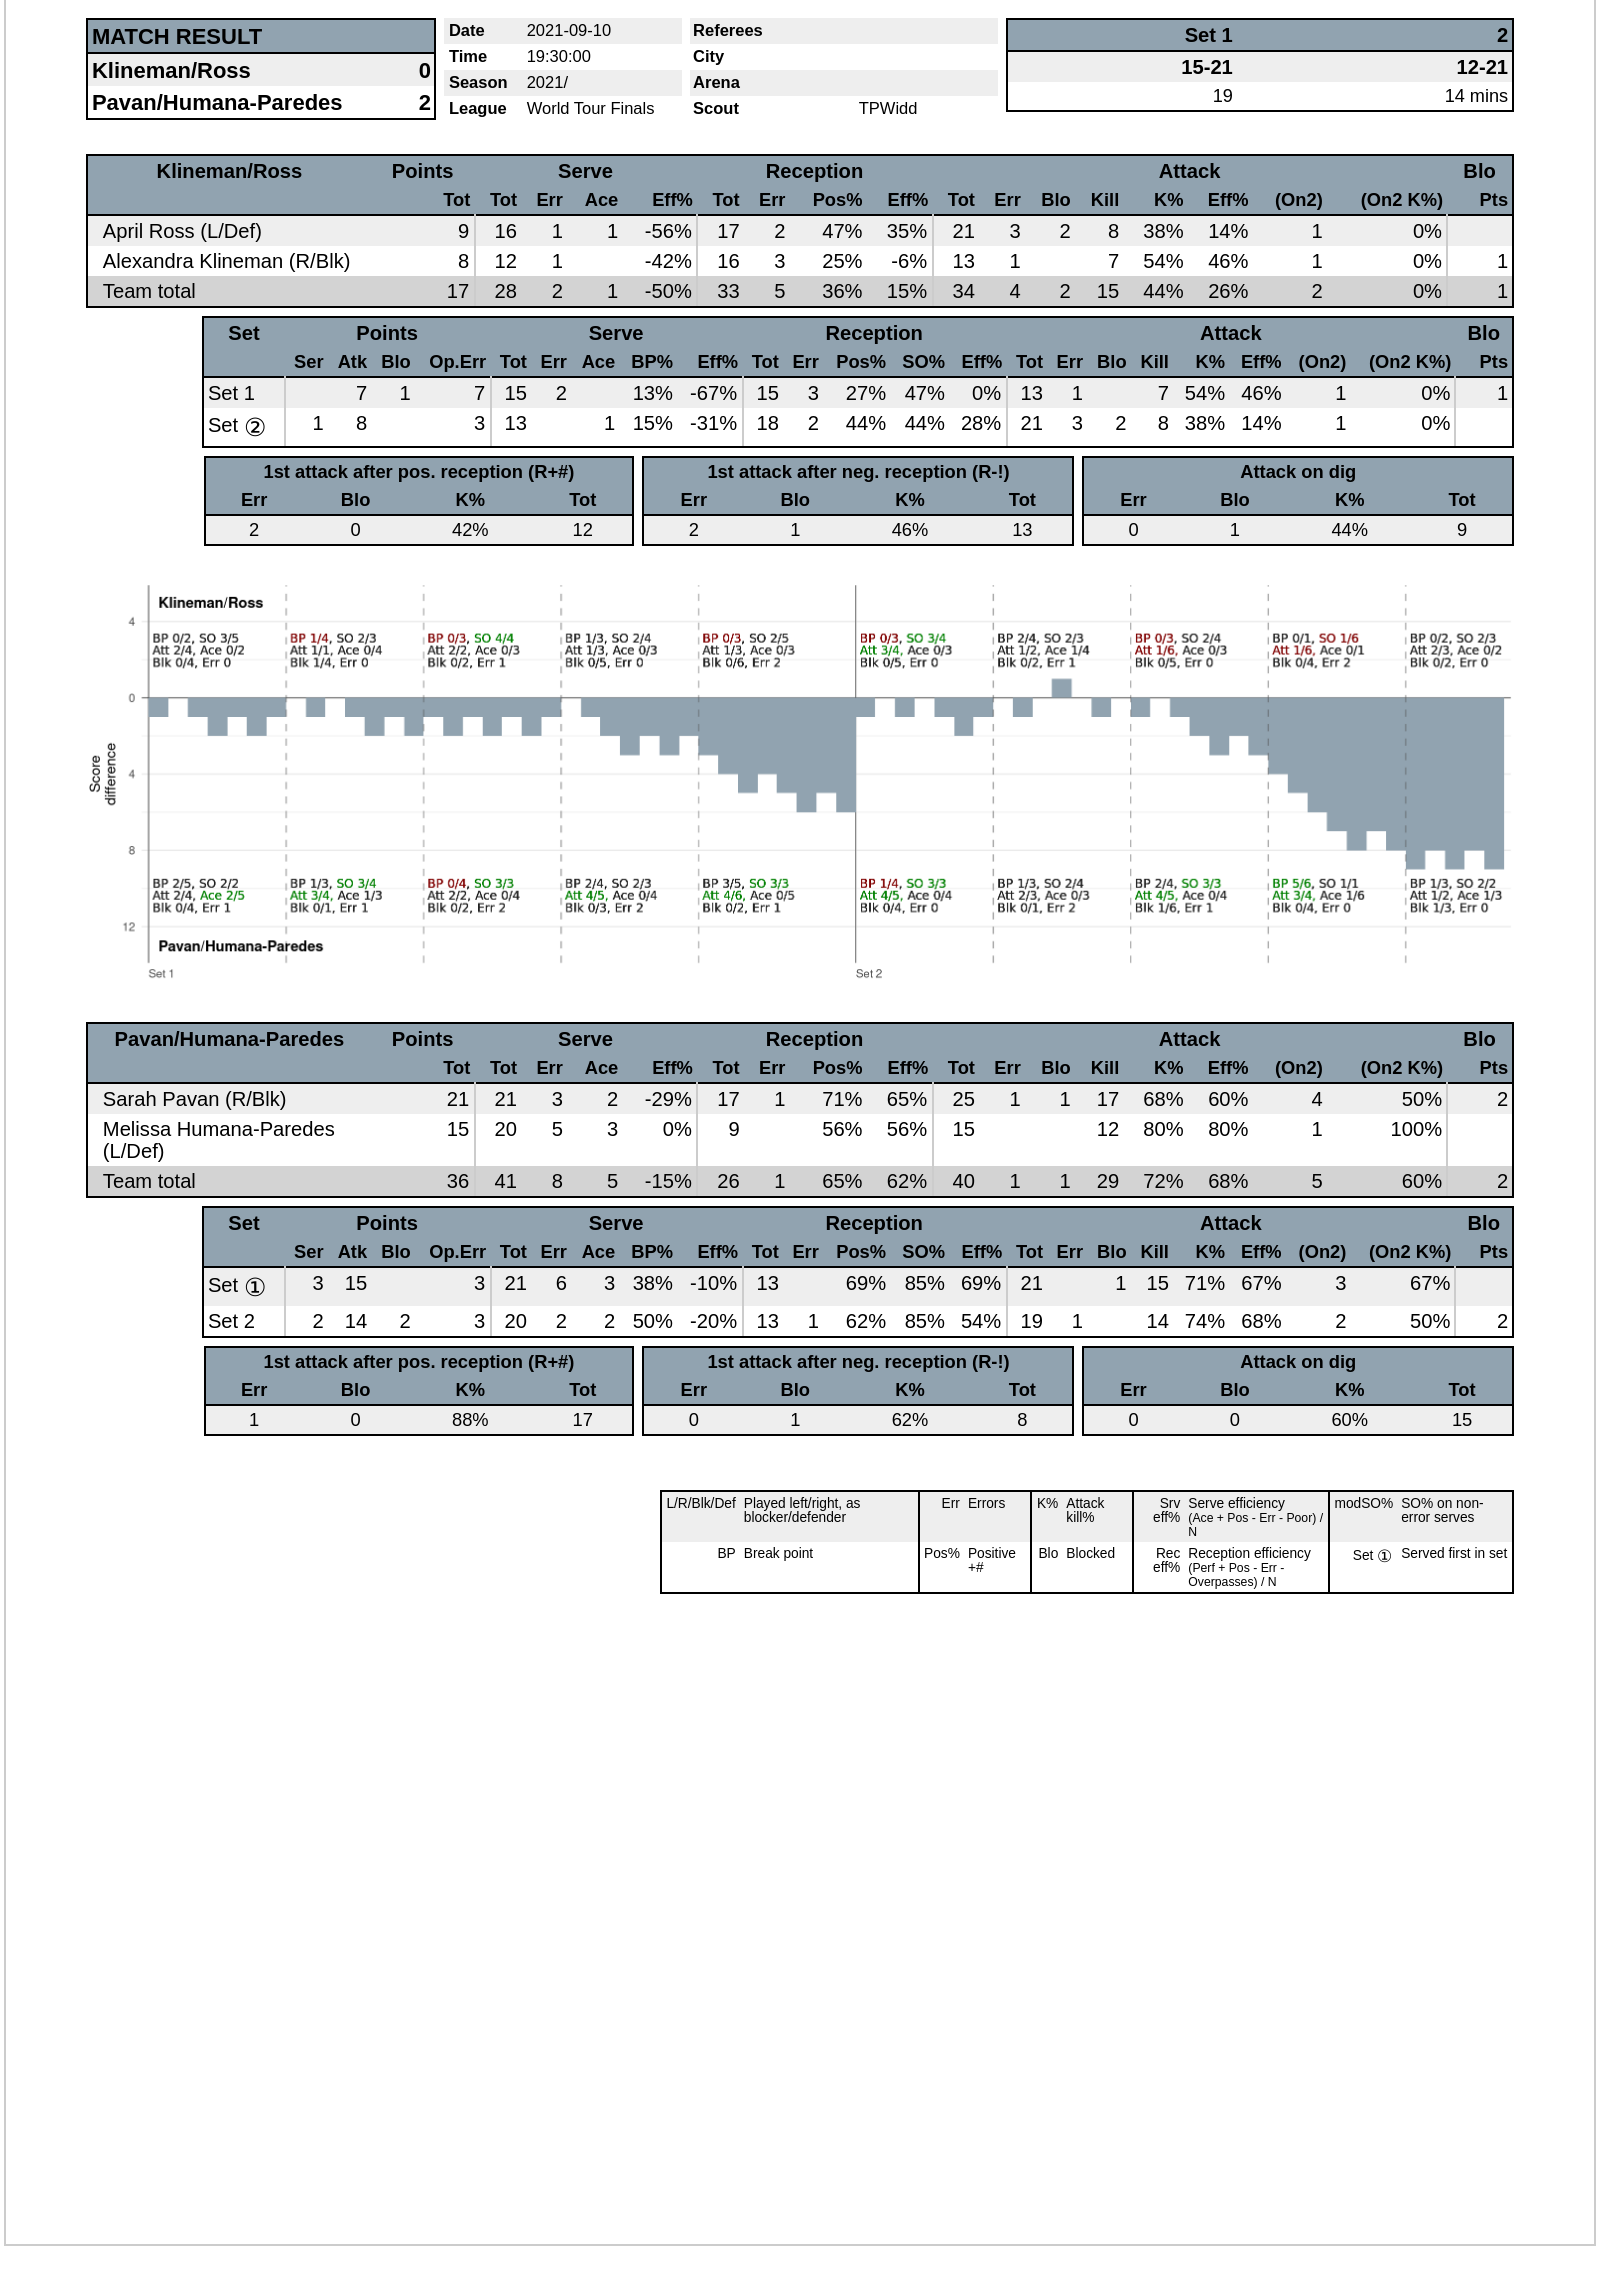 MATCH RESULT
Klineman/Ross 0
Pavan/Humana-Paredes 2
Date 2021-09-10
Time 19:30:00
Season 2021/
League World Tour Finals
Referees
City
Arena
Scout TPWidd
Set 1 2
15-21 12-21
19 14 mins
Klineman/Ross Points Serve Reception Attack Blo
Tot Tot Err Ace Eff% Tot Err Pos% Eff% Tot Err Blo Kill K% Eff% (On2) (On2 K%) Pts
April Ross (L/Def) 9 16 1 1 -56% 17 2 47% 35% 21 3 2 8 38% 14% 1 0%
Alexandra Klineman (R/Blk) 8 12 1 -42% 16 3 25% -6% 13 1 7 54% 46% 1 0% 1
Team total 17 28 2 1 -50% 33 5 36% 15% 34 4 2 15 44% 26% 2 0% 1
Set Points Serve Reception Attack Blo
Ser Atk Blo Op.Err Tot Err Ace BP% Eff% Tot Err Pos% SO% Eff% Tot Err Blo Kill K% Eff% (On2) (On2 K%) Pts
Set 1 7 1 7 15 2 13% -67% 15 3 27% 47% 0% 13 1 7 54% 46% 1 0% 1
Set ② 1 8 3 13 1 15% -31% 18 2 44% 44% 28% 21 3 2 8 38% 14% 1 0%
1st attack after pos. reception (R+#) 1st attack after neg. reception (R-!) Attack on dig
Err Blo K% Tot Err Blo K% Tot Err Blo K% Tot
2 0 42% 12 2 1 46% 13 0 1 44% 9
Klineman/Ross
4
BP 0/2, SO 3/5 BP 1/4, SO 2/3 BP 0/3, SO 4/4 BP 1/3, SO 2/4 BP 0/3, SO 2/5 BP 0/3, SO 3/4 BP 2/4, SO 2/3 BP 0/3, SO 2/4 BP 0/1, SO 1/6 BP 0/2, SO 2/3
Att 2/4, Ace 0/2 Att 1/1, Ace 0/4 Att 2/2, Ace 0/3 Att 1/3, Ace 0/3 Att 1/3, Ace 0/3 Att 3/4, Ace 0/3 Att 1/2, Ace 1/4 Att 1/6, Ace 0/3 Att 1/6, Ace 0/1 Att 2/3, Ace 0/2
Blk 0/4, Err 0 Blk 1/4, Err 0 Blk 0/2, Err 1 Blk 0/5, Err 0 Blk 0/6, Err 2 Blk 0/5, Err 0 Blk 0/2, Err 1 Blk 0/5, Err 0 Blk 0/4, Err 2 Blk 0/2, Err 0
0
Score
difference
4
8
BP 2/5, SO 2/2 BP 1/3, SO 3/4 BP 0/4, SO 3/3 BP 2/4, SO 2/3 BP 3/5, SO 3/3 BP 1/4, SO 3/3 BP 1/3, SO 2/4 BP 2/4, SO 3/3 BP 5/6, SO 1/1 BP 1/3, SO 2/2
Att 2/4, Ace 2/5 Att 3/4, Ace 1/3 Att 2/2, Ace 0/4 Att 4/5, Ace 0/4 Att 4/6, Ace 0/5 Att 4/5, Ace 0/4 Att 2/3, Ace 0/3 Att 4/5, Ace 0/4 Att 3/4, Ace 1/6 Att 1/2, Ace 1/3
Blk 0/4, Err 1 Blk 0/1, Err 1 Blk 0/2, Err 2 Blk 0/3, Err 2 Blk 0/2, Err 1 Blk 0/4, Err 0 Blk 0/1, Err 2 Blk 1/6, Err 1 Blk 0/4, Err 0 Blk 1/3, Err 0
12
Pavan/Humana-Paredes
Set 1 Set 2
Pavan/Humana-Paredes Points Serve Reception Attack Blo
Tot Tot Err Ace Eff% Tot Err Pos% Eff% Tot Err Blo Kill K% Eff% (On2) (On2 K%) Pts
Sarah Pavan (R/Blk) 21 21 3 2 -29% 17 1 71% 65% 25 1 1 17 68% 60% 4 50% 2
Melissa Humana-Paredes 15 20 5 3 0% 9 56% 56% 15 12 80% 80% 1 100%
(L/Def)
Team total 36 41 8 5 -15% 26 1 65% 62% 40 1 1 29 72% 68% 5 60% 2
Set Points Serve Reception Attack Blo
Ser Atk Blo Op.Err Tot Err Ace BP% Eff% Tot Err Pos% SO% Eff% Tot Err Blo Kill K% Eff% (On2) (On2 K%) Pts
Set ① 3 15 3 21 6 3 38% -10% 13 69% 85% 69% 21 1 15 71% 67% 3 67%
Set 2 2 14 2 3 20 2 2 50% -20% 13 1 62% 85% 54% 19 1 14 74% 68% 2 50% 2
1st attack after pos. reception (R+#) 1st attack after neg. reception (R-!) Attack on dig
Err Blo K% Tot Err Blo K% Tot Err Blo K% Tot
1 0 88% 17 0 1 62% 8 0 0 60% 15
L/R/Blk/Def Played left/right, as
blocker/defender
Err Errors
K% Attack
kill%
Srv
eff%
Serve efficiency
(Ace + Pos - Err - Poor) /
N
modSO% SO% on non-
error serves
BP Break point
Pos% Positive
+#
Blo Blocked
Rec
eff%
Reception efficiency
(Perf + Pos - Err -
Overpasses) / N
Set ① Served first in set